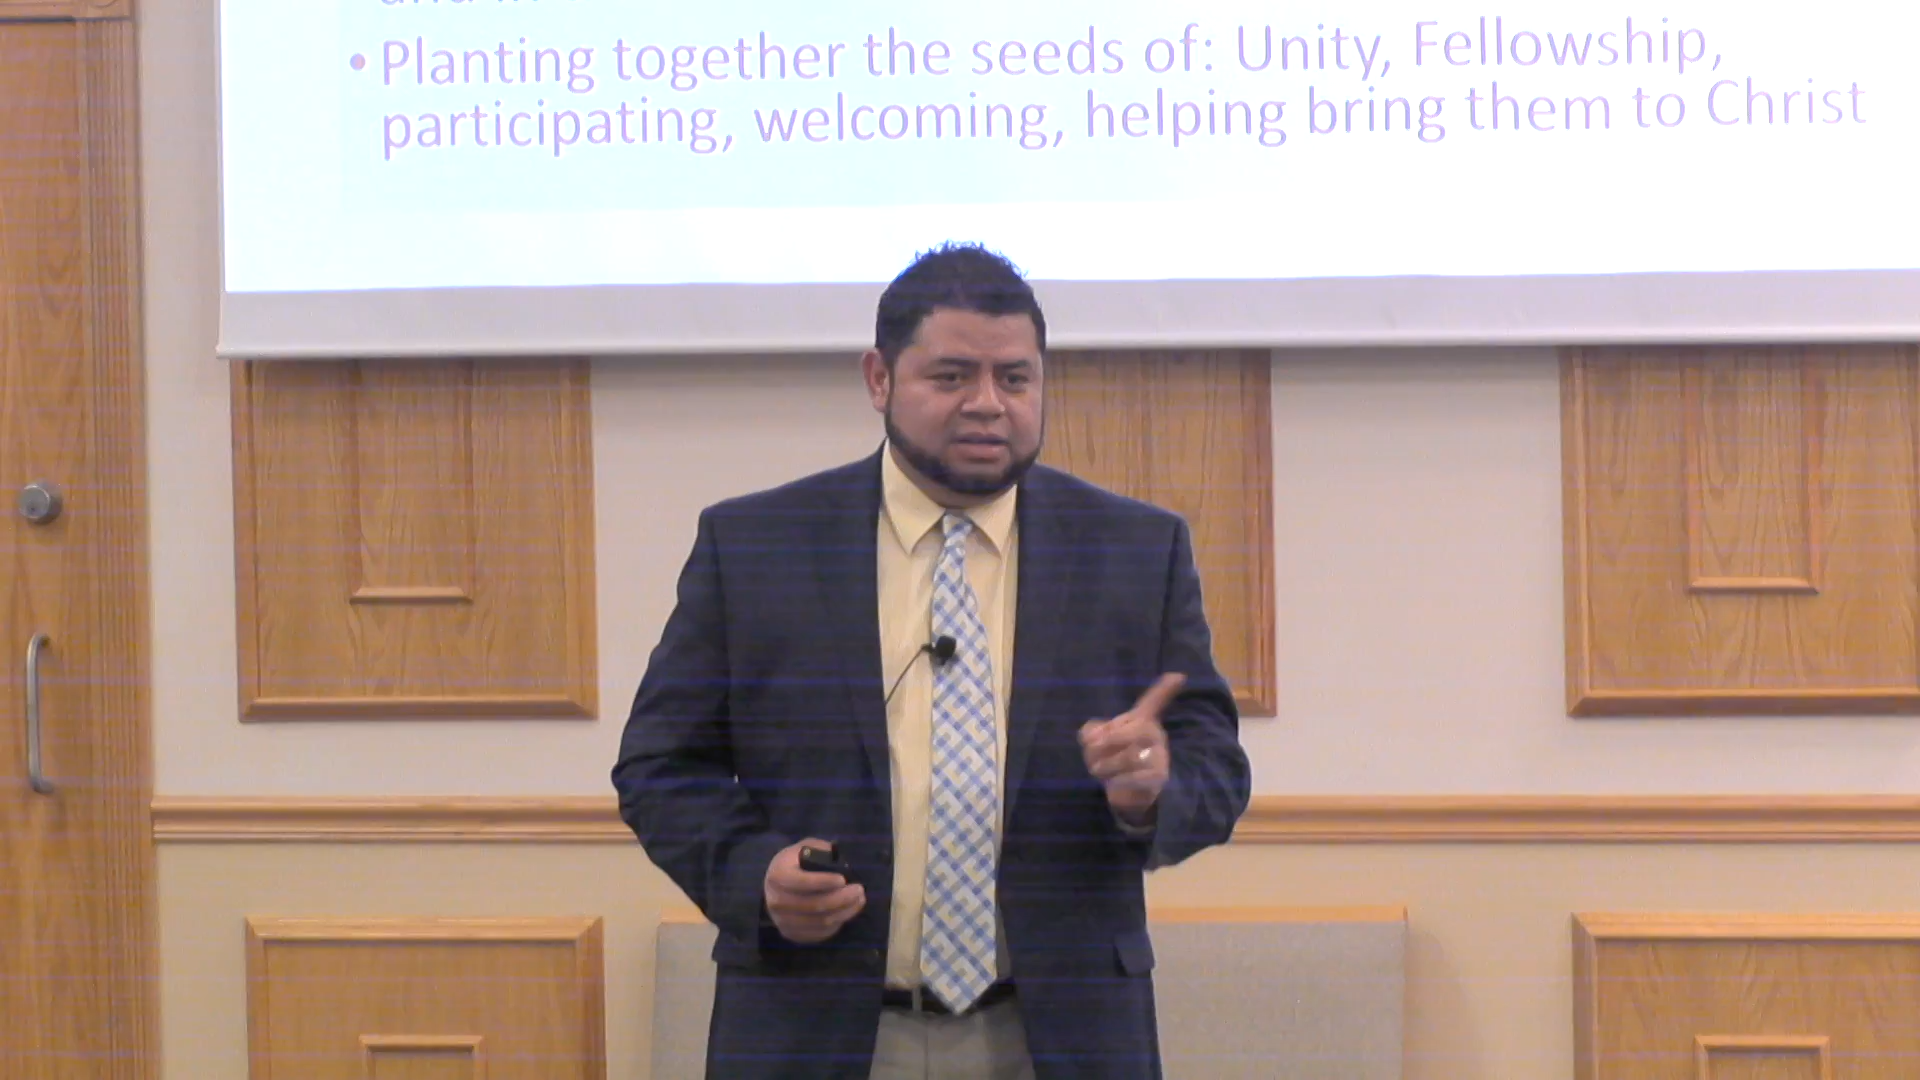 • Planting together the seeds of: Unity, Fellowship,
participating, welcoming, helping bring them to Christ